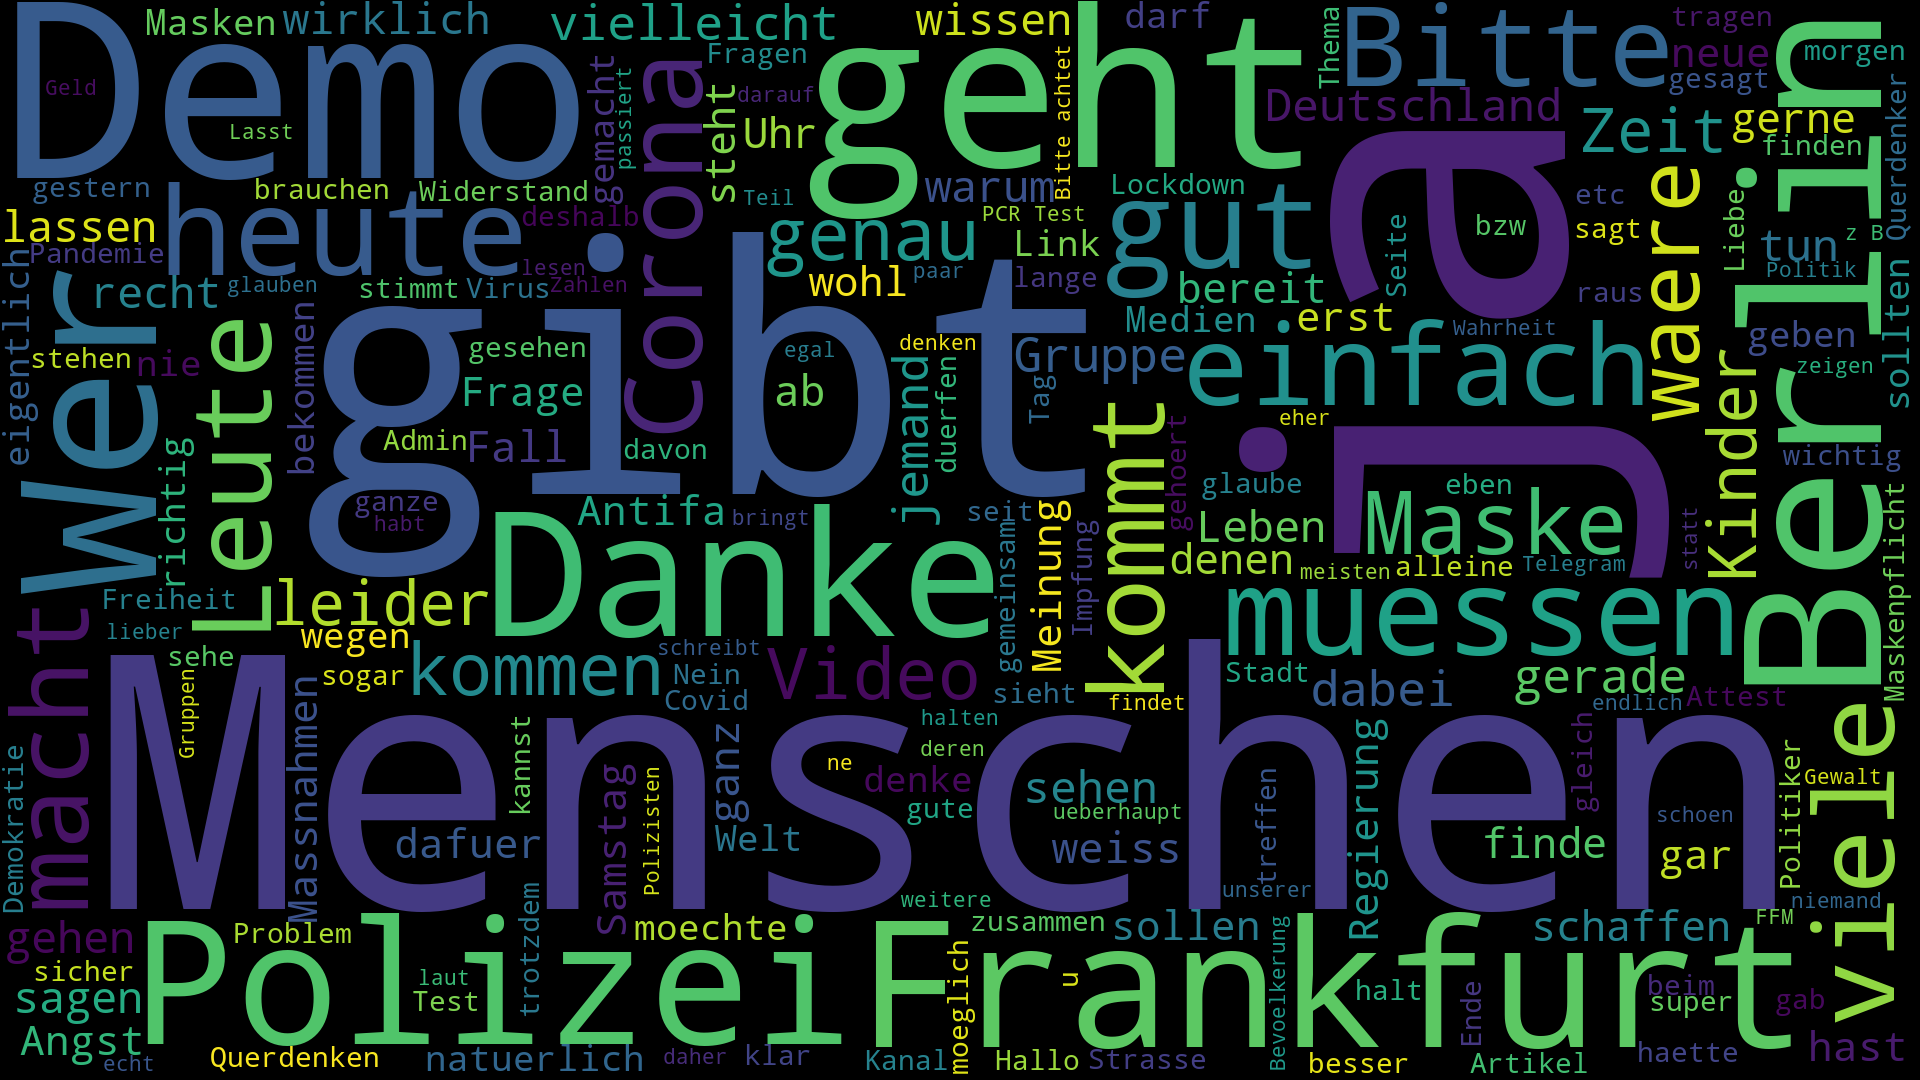 Demo
Masken
wirklich
vielleicht
geht
wissen
darf
Thema
Bitte
tragen
neue
morgen
gesagt
Berlin
Geld
Lasst
gemacht
passiert
corona
Fragen
darauf
steht
Uhr
Bitte achtet
Deutschland
Zeit
gerne
finden
Querdenker
gestern
brauchen
Widerstand
deshalb
Teil
warum
Lockdown
gut
ja
etc
sagt
bzw
Seite
waere
Liebe
tun
z B
Politik
lassen
heute
Pandemie
genau
PCR Test
Link
wohl
paar
lange
bereit
raus
eigentlich
Wer
recht
glauben
stimmt
Virus
lesen
Zahlen
gibt
Medien
erst
Wahrheit
geben
sollten
stehen
nie
Leute
bekommen
gesehen
Frage
egal
denken
ab
jemand
duerfen
Gruppe
Tag
einfach
Kinder
zeigen
richtig
Admin
Fall
davon
kommt
gehoert
eher
glaube
eben
wichtig
ganze
habt
Antifa
bringt
seit
Danke
Leben
Maske
statt
Maskenpflicht
gemeinsam
Meinung
Impfung
denen
meisten
alleine
Telegram
Freiheit
lieber
leider
wegen
macht
muessen
sehe
sogar
kommen
schreibt
Nein
Covid
Video
sieht
findet
Stadt
dabei
gerade
endlich
Attest
viele
Menschen
Gruppen
Massnahmen
kannst
ganz
halten
deren
Regierung
gleich
Politiker
Gewalt
Demokratie
dafuer
Samstag
Polizisten
Welt
ne
denke
gute
sehen
ueberhaupt
weiss
treffen
finde
schoen
gar
unserer
niemand
weitere
gehen
Polizei
Problem
trotzdem
moechte
zusammen
sollen
Frankfurt
schaffen
FFM
sicher
sagen
laut
Test
moeglich
u
Bevoelkerung
halt
Ende
beim
super
gab
Angst
echt
Querdenken
natuerlich
daher
klar
Kanal
Hallo
Strasse
besser
Artikel
haette
hast